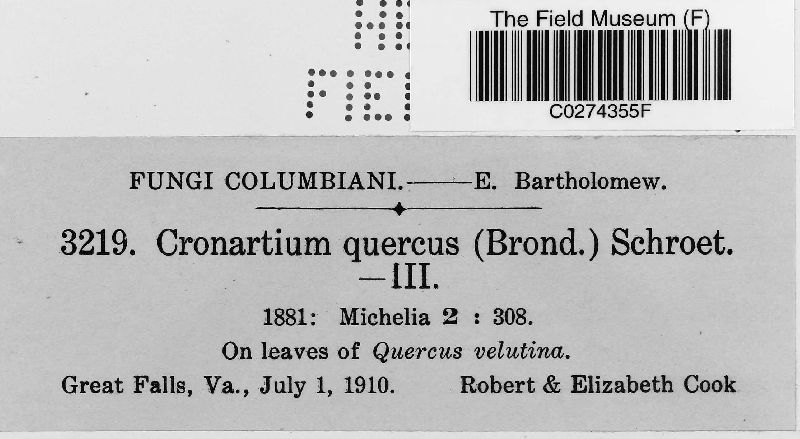 The Field Museum (F)
C0274355F
FUNGI COLUMBIANI.——E. Bartholomew.
3219. Cronartium quercus (Brond.) Schroet.
—III.
1881: Michelia 2 : 308.
On leaves of Quercus velutina.
Great Falls, Va., July 1, 1910. Robert & Elizabeth Cook